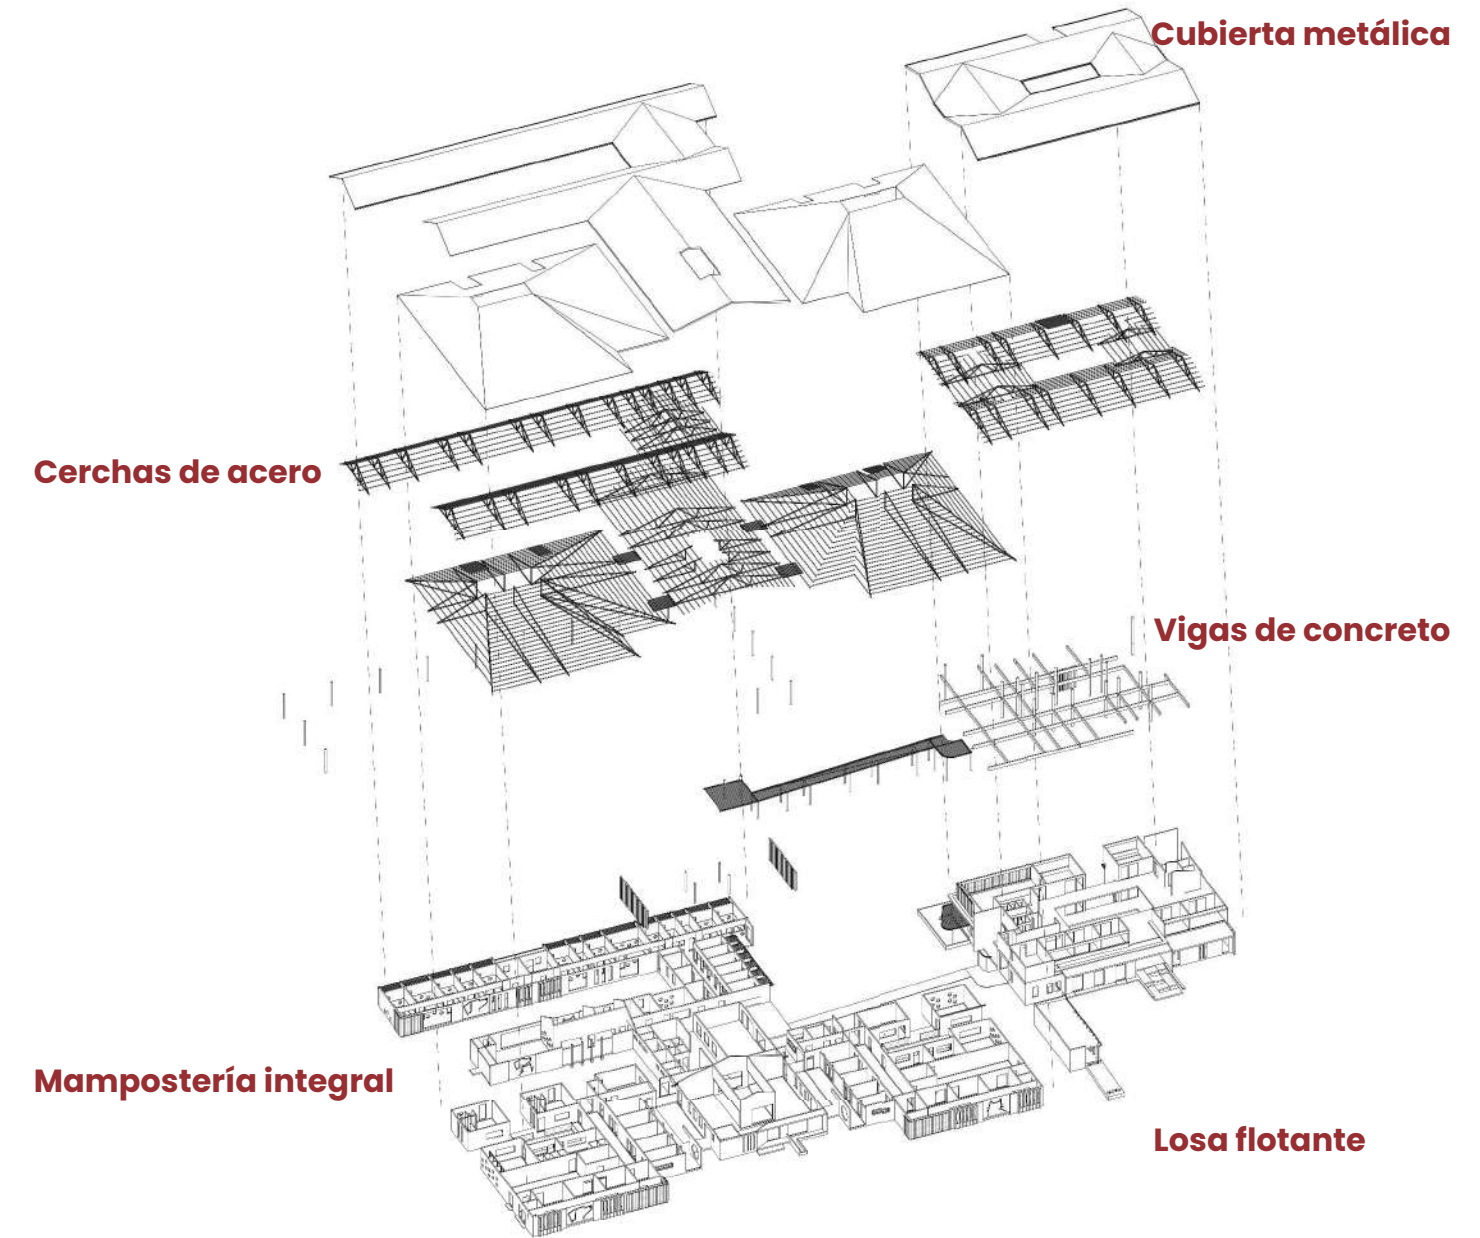 Cubierta metálica
Cerchas de acero
Vigas de concreto
Mampostería integral
Losa flotante